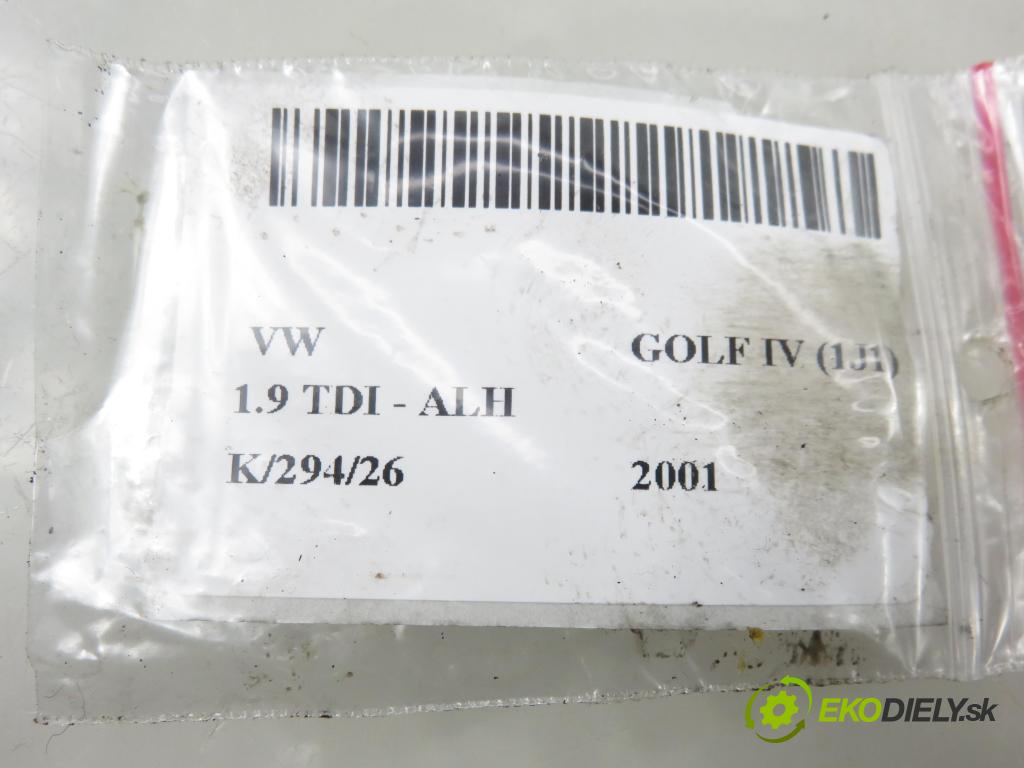 VW GOLF IV (1J1)
1.9 TDI - ALH
K/294/26 2001
EKODIELY.sk